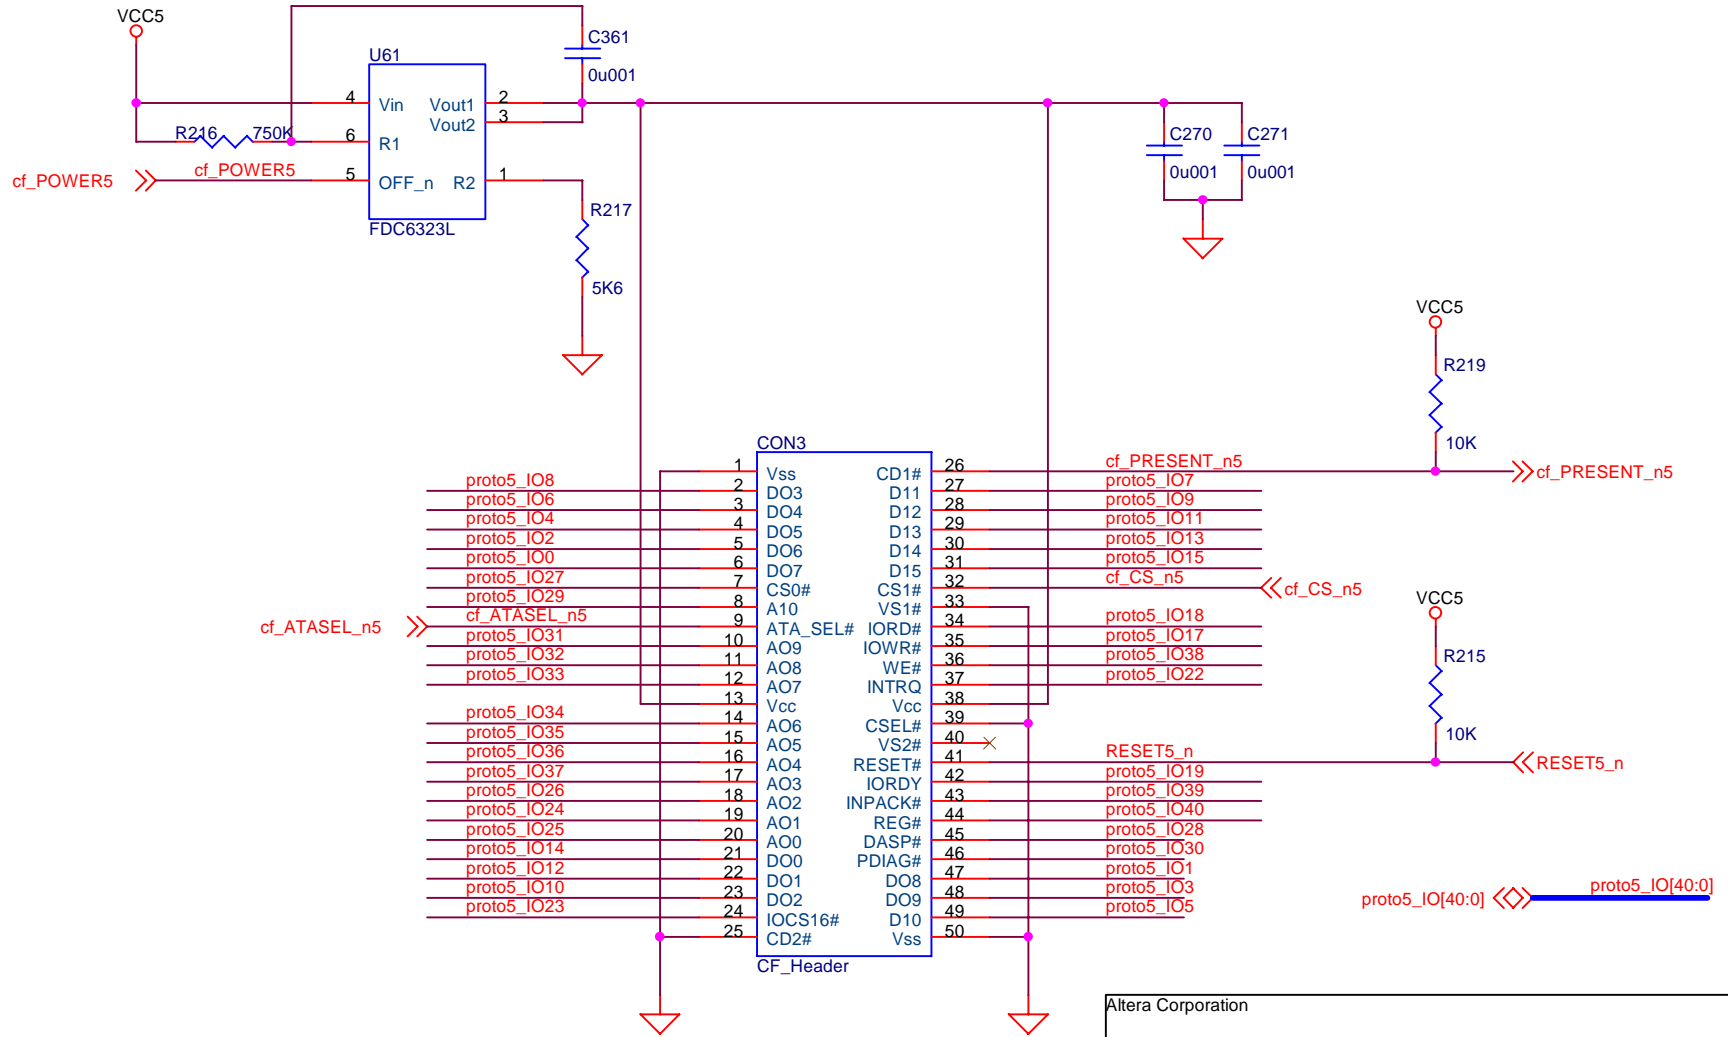 VCC5
U61
C361
0u001
4 Vin Vout1 2
Vout2 3
R216 750K 6 R1
cf_POWER5 cf_POWER5 5 OFF_n R2 1
FDC6323L
R217
5K6
C270 C271
0u001 0u001
VCC5
R219
10K
CON3
1 Vss CD1# 26 cf_PRESENT_n5 cf_PRESENT_n5
proto5_IO8 2 DO3 D11 27 proto5_IO7
proto5_IO6 3 DO4 D12 28 proto5_IO9
proto5_IO4 4 DO5 D13 29 proto5_IO11
proto5_IO2 5 DO6 D14 30 proto5_IO13
proto5_IO0 6 DO7 D15 31 proto5_IO15
proto5_IO27 7 CS0# CS1# 32 cf_CS_n5 cf_CS_n5
proto5_IO29 8 A10 VS1# 33
cf_ATASEL_n5 cf_ATASEL_n5 9 ATA_SEL# IORD# 34 proto5_IO18
proto5_IO31 10 AO9 IOWR# 35 proto5_IO17
proto5_IO32 11 AO8 WE# 36 proto5_IO38
proto5_IO33 12 AO7 INTRQ 37 proto5_IO22
13 Vcc Vcc 38
proto5_IO34 14 AO6 CSEL# 39
proto5_IO35 15 AO5 VS2# 40
proto5_IO36 16 AO4 RESET# 41 RESET5_n RESET5_n
proto5_IO37 17 AO3 IORDY 42 proto5_IO19
proto5_IO26 18 AO2 INPACK# 43 proto5_IO39
proto5_IO24 19 AO1 REG# 44 proto5_IO40
proto5_IO25 20 AO0 DASP# 45 proto5_IO28
proto5_IO14 21 DO0 PDIAG# 46 proto5_IO30
proto5_IO12 22 DO1 DO8 47 proto5_IO1
proto5_IO10 23 DO2 DO9 48 proto5_IO3
proto5_IO23 24 IOCS16# D10 49 proto5_IO5
25 CD2# Vss 50
CF_Header
VCC5
R215
10K
proto5_IO[40:0] proto5_IO[40:0]
Altera Corporation